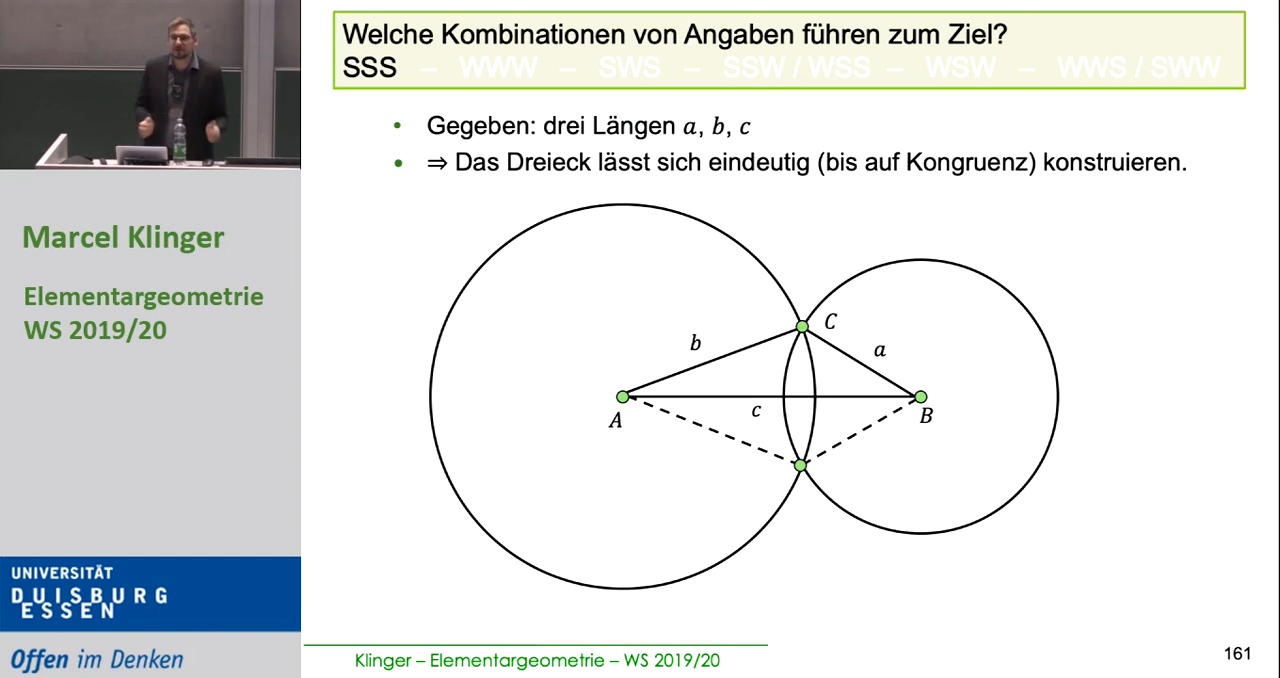 Welche Kombinationen von Angaben führen zum Ziel?
SSS – WWW – SWS – SSW / WSS – WSW – WWS / SWW
• Gegeben: drei Längen a, b, c
• ⇒ Das Dreieck lässt sich eindeutig (bis auf Kongruenz) konstruieren.
Marcel Klinger
Elementargeometrie
WS 2019/20
C
b
a
A
c
B
UNIVERSITÄT
DUISBURG
ESSEN
Offen im Denken
Klinger – Elementargeometrie – WS 2019/20
161